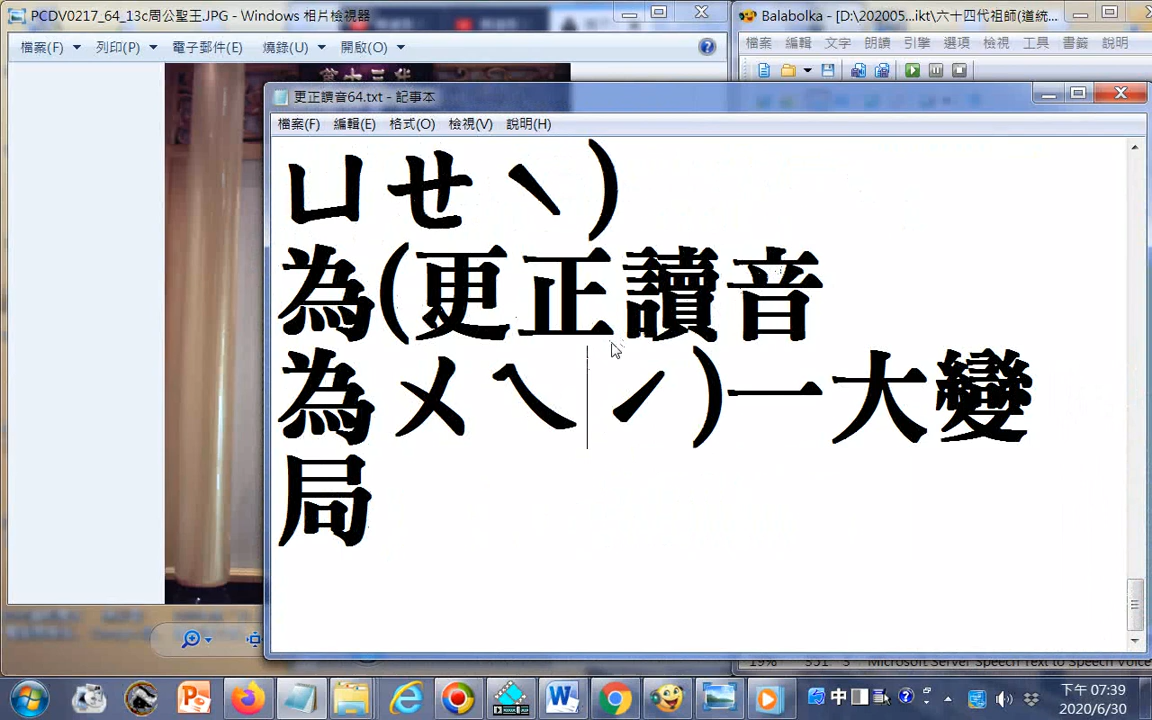 PCDV0217_64_13c周公聖王.JPG - Windows 相片檢視器
檔案(F) 列印(P) 電子郵件(E) 燒錄(U) 開啟(O)
Balabolka - [D:\202005...ikt\六十四代祖師(道統...
檔案 編輯 文字 朗讀 引擎 選項 檢視 工具 書籤 說明
更正讀音64.txt - 記事本
檔案(F) 編輯(E) 格式(O) 檢視(V) 說明(H)
ㄩㄝˋ)
為(更正讀音
為ㄨㄟˊ)一大變
局
19% 351 : 3 Microsoft Server Speech Text to Speech Voice
中
下午 07:39
2020/6/30